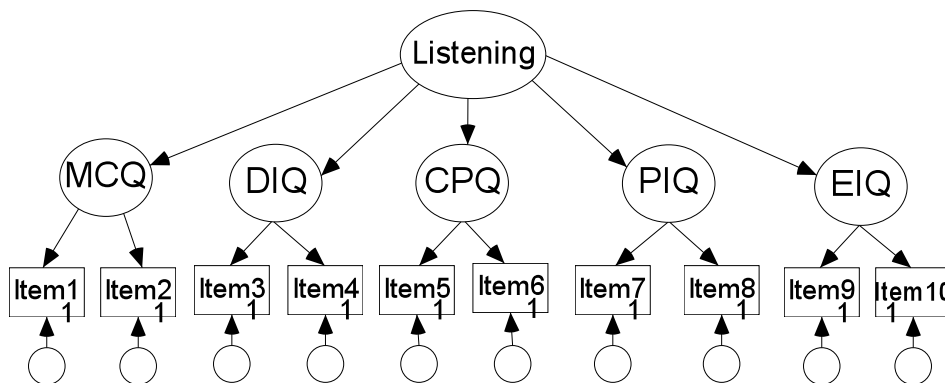 Listening
MCQ
DIQ
CPQ
PIQ
EIQ
Item1
Item2
Item3
Item4
Item5
Item6
Item7
Item8
Item9
Item10
1
1
1
1
1
1
1
1
1
1